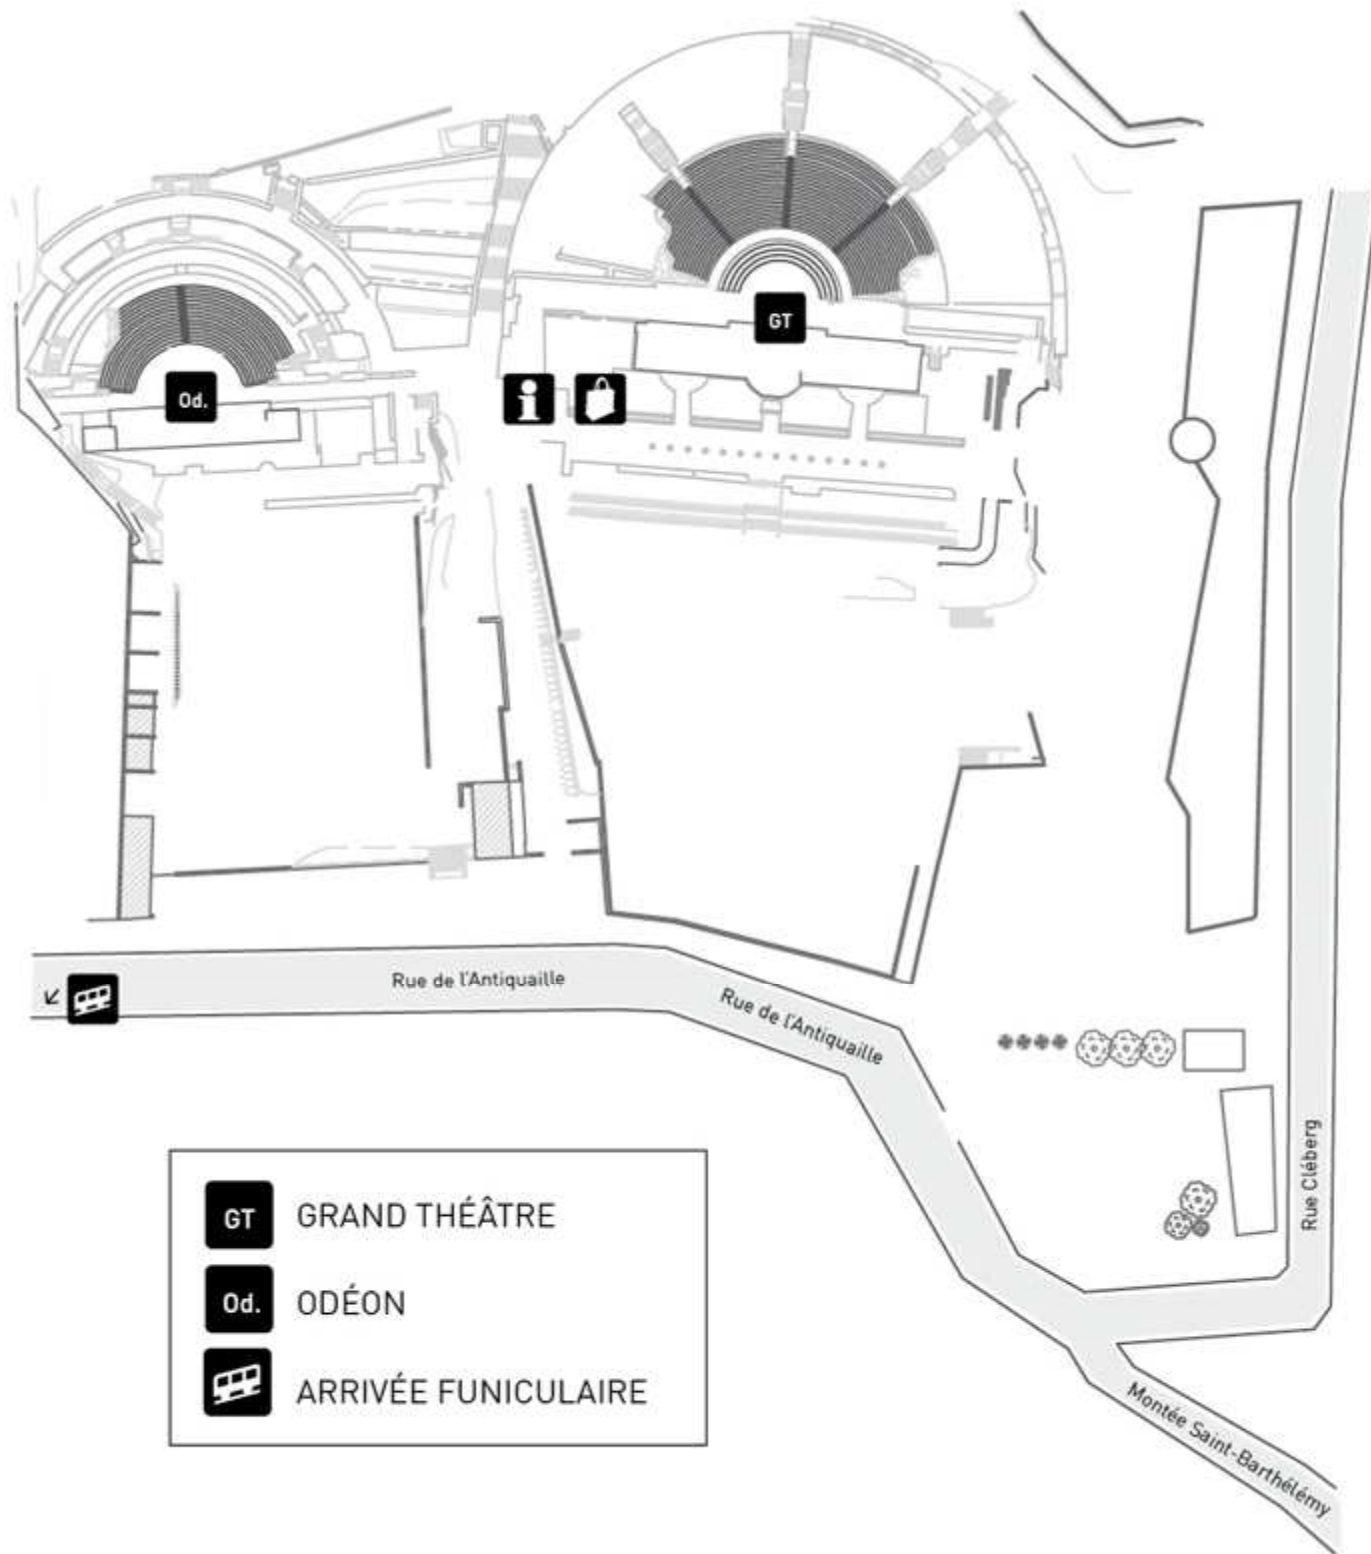 GT
Od.
i
Rue de l'Antiquaille
Rue de l'Antiquaille
Rue Cléberg
Montée Saint-Barthélémy
GT GRAND THÉÂTRE
Od. ODÉON
ARRIVÉE FUNICULAIRE